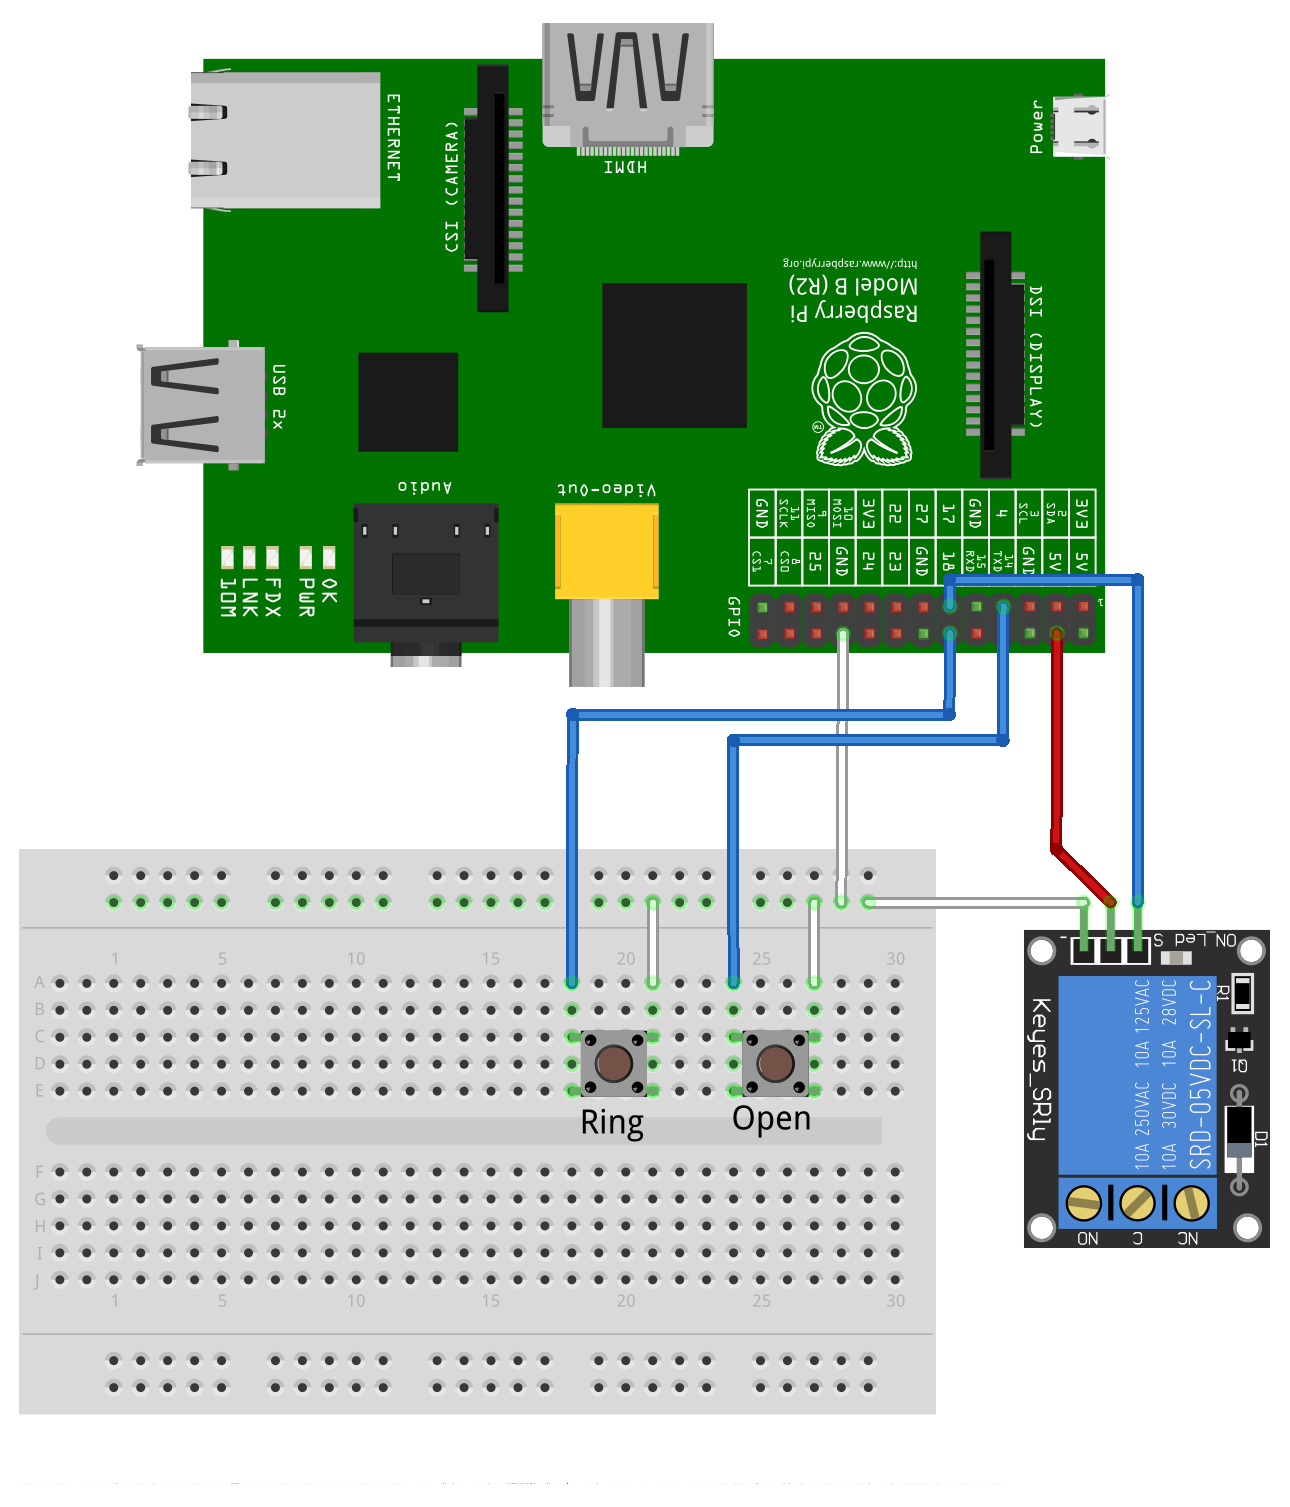 ETHERNET
CSI (CAMERA)
HDMI
Power
http://www.raspberrypi.org
Model B (R2)
Raspberry Pi
TM
DSI (DISPLAY)
USB 2x
Audio
Video-Out
10M
LNK
FDX
PWR
OK
GND
11 SCLK
9 MISO
10 MOSI
3V3
22
27
17
GND
4
3 SCL
2 SDA
3V3
7 CS1
8 CS0
25
GND
24
23
GND
18
15 RXD
14 TXD
GND
5V
5V
GPIO
1
1 5 10 15 20 25 30
A
B
C
D
E
Ring
Open
F
G
H
I
J
1 5 10 15 20 25 30
- S ON_Led
Keyes_SRly
10A 250VAC 10A 125VAC
10A 30VDC 10A 28VDC
SRD-05VDC-SL-C
R1
Q1
D1
NO C NC